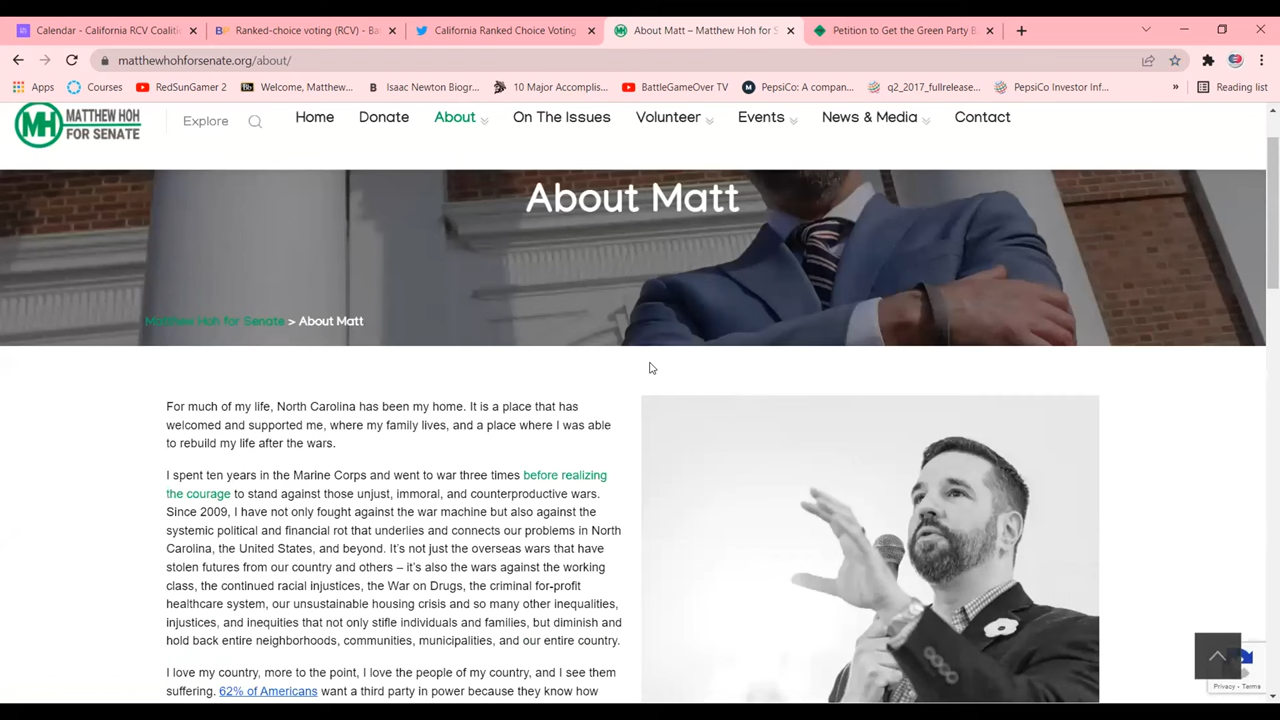 Calendar - California RCV Coaliti
Ranked-choice voting (RCV) - Ba
California Ranked Choice Voting
About Matt – Matthew Hoh for S
Petition to Get the Green Party B
matthewhohforsenate.org/about/
Apps
Courses
RedSunGamer 2
Welcome, Matthew...
Isaac Newton Biogr...
10 Major Accomplis...
BattleGameOver TV
PepsiCo: A compan...
q2_2017_fullrelease...
PepsiCo Investor Inf...
»
Reading list
MH
MATTHEW HOH
FOR SENATE
Explore
Home
Donate
About
On The Issues
Volunteer
Events
News & Media
Contact
About Matt
Matthew Hoh for Senate > About Matt
For much of my life, North Carolina has been my home. It is a place that has
welcomed and supported me, where my family lives, and a place where I was able
to rebuild my life after the wars.
I spent ten years in the Marine Corps and went to war three times before realizing
the courage to stand against those unjust, immoral, and counterproductive wars.
Since 2009, I have not only fought against the war machine but also against the
systemic political and financial rot that underlies and connects our problems in North
Carolina, the United States, and beyond. It's not just the overseas wars that have
stolen futures from our country and others – it's also the wars against the working
class, the continued racial injustices, the War on Drugs, the criminal for-profit
healthcare system, our unsustainable housing crisis and so many other inequalities,
injustices, and inequities that not only stifle individuals and families, but diminish and
hold back entire neighborhoods, communities, municipalities, and our entire country.
I love my country, more to the point, I love the people of my country, and I see them
suffering. 62% of Americans want a third party in power because they know how
Privacy - Terms